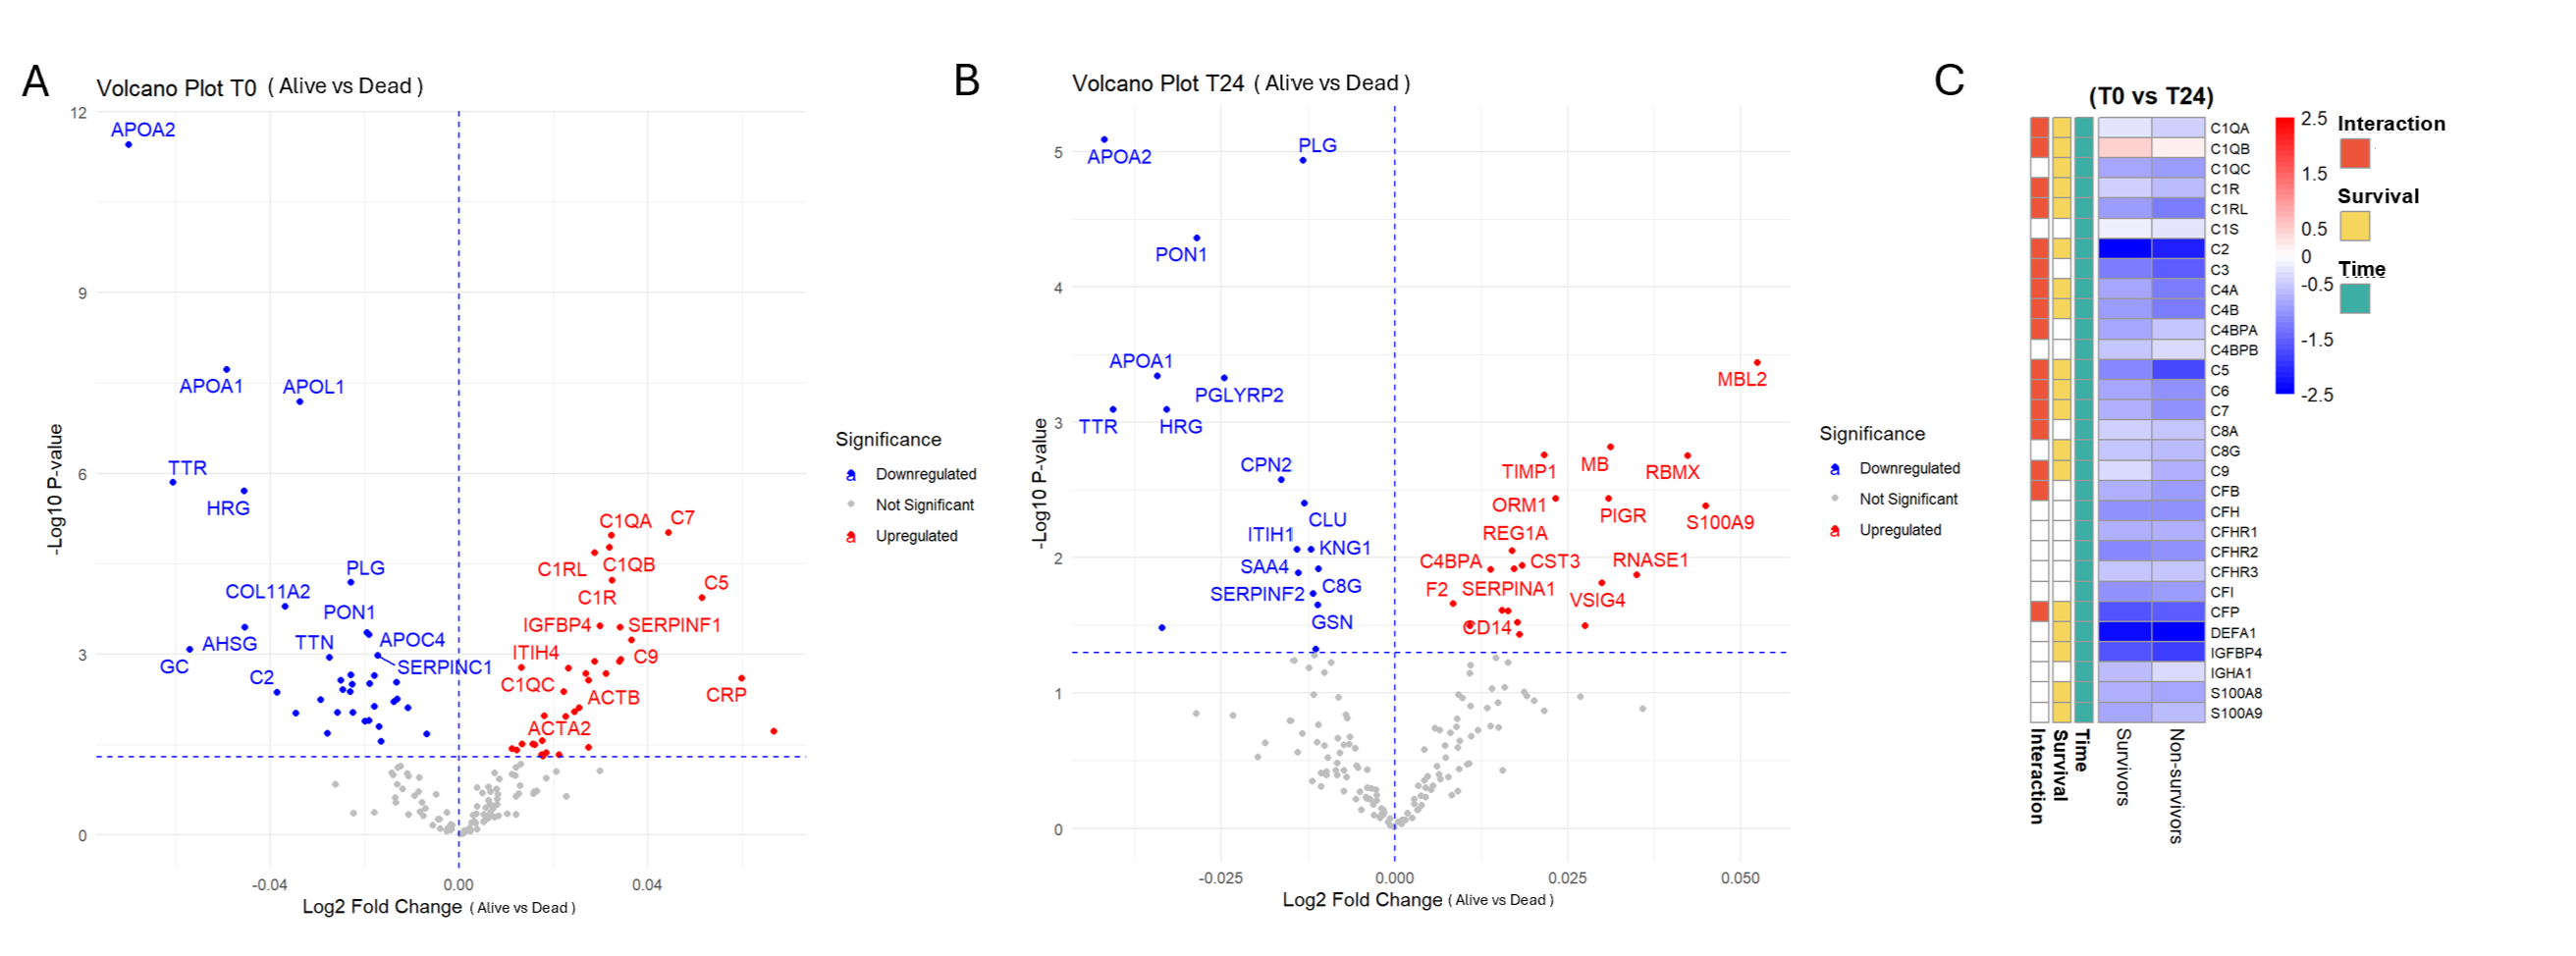 A
Volcano Plot T0 ( Alive vs Dead )
12
9
6
3
0
-Log10 P-value
APOA2
APOA1
APOL1
TTR
HRG
PLG
COL11A2
PON1
AHSG
TTN
APOC4
GC
SERPINC1
C2
C1QA
C7
C1RL
C1QB
C5
C1R
IGFBP4
SERPINF1
ITIH4
C9
C1QC
ACTB
CRP
ACTA2
-0.04
0.00
0.04
Log2 Fold Change ( Alive vs Dead )
Significance
a Downregulated
Not Significant
a Upregulated
B
Volcano Plot T24 ( Alive vs Dead )
5
4
3
2
1
0
-Log10 P-value
APOA2
PLG
PON1
APOA1
PGLYRP2
TTR
HRG
CPN2
CLU
ITIH1
KNG1
SAA4
C8G
SERPINF2
GSN
MBL2
TIMP1
MB
RBMX
ORM1
PIGR
S100A9
REG1A
C4BPA
CST3
RNASE1
F2
SERPINA1
VSIG4
CD14
-0.025
0.000
0.025
0.050
Log2 Fold Change ( Alive vs Dead )
Significance
a Downregulated
Not Significant
a Upregulated
C
(T0 vs T24)
C1QA
C1QB
C1QC
C1R
C1RL
C1S
C2
C3
C4A
C4B
C4BPA
C4BPB
C5
C6
C7
C8A
C8G
C9
CFB
CFH
CFHR1
CFHR2
CFHR3
CFI
CFP
DEFA1
IGFBP4
IGHA1
S100A8
S100A9
Interaction
Survival
Time
Survivors
Non-survivors
2.5
1.5
0.5
0
-0.5
-1.5
-2.5
Interaction
Survival
Time